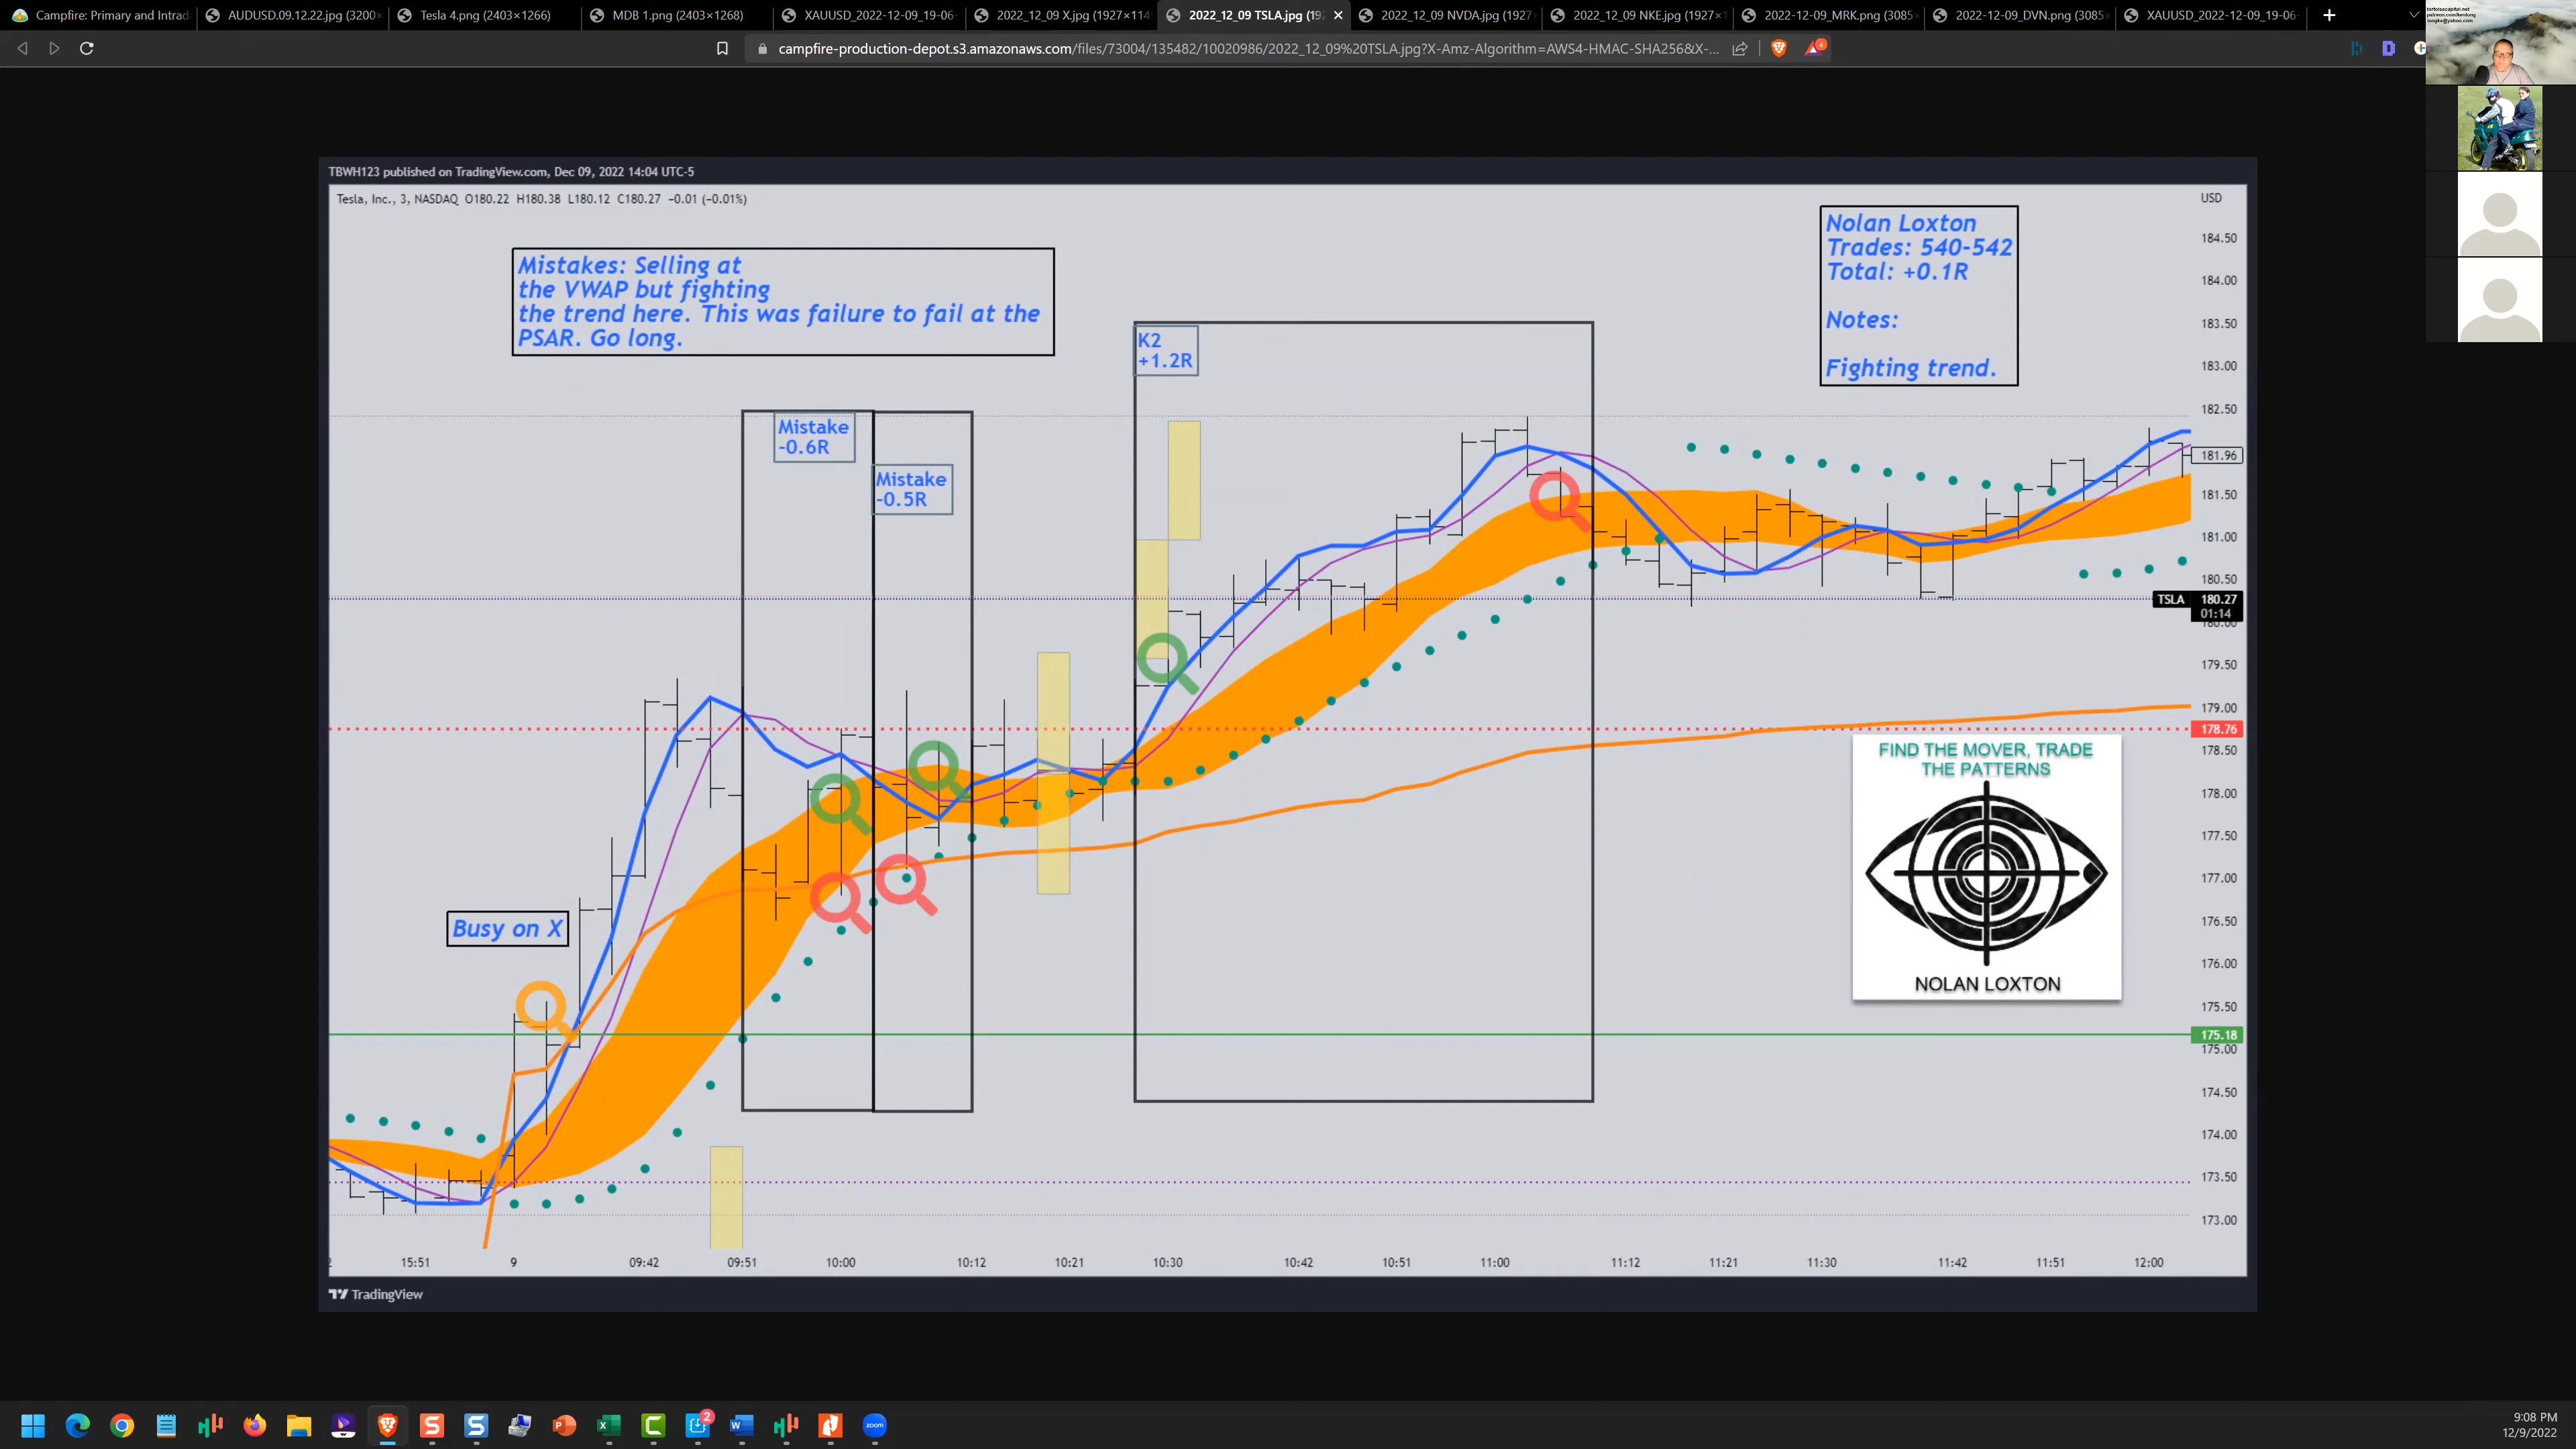 Campfire: Primary and Intrad
AUDUSD.09.12.22.jpg (3200×
Tesla 4.png (2403×1266)
MDB 1.png (2403×1268)
XAUUSD_2022-12-09_19-06-
2022_12_09 X.jpg (1927×114
2022_12_09 TSLA.jpg (192
2022_12_09 NVDA.jpg (1927×
2022_12_09 NKE.jpg (1927×1
2022-12-09_MRK.png (3085×
2022-12-09_DVN.png (3085×
XAUUSD_2022-12-09_19-06-
campfire-production-depot.s3.amazonaws.com/files/73004/135482/10020986/2022_12_09%20TSLA.jpg?X-Amz-Algorithm=AWS4-HMAC-SHA256&X-...
4
TBWH123 published on TradingView.com, Dec 09, 2022 14:04 UTC-5
Tesla, Inc., 3, NASDAQ O180.22 H180.38 L180.12 C180.27 −0.01 (−0.01%)
USD
Mistakes: Selling at
the VWAP but fighting
the trend here. This was failure to fail at the
PSAR. Go long.
Nolan Loxton
Trades: 540-542
Total: +0.1R
Notes:
Fighting trend.
K2
+1.2R
Mistake
-0.6R
Mistake
-0.5R
Busy on X
184.50
184.00
183.50
183.00
182.50
181.96
181.50
181.00
180.50
TSLA 180.27
01:14
180.00
179.50
179.00
178.76
178.50
178.00
177.50
177.00
176.50
176.00
175.50
175.18
175.00
174.50
174.00
173.50
173.00
FIND THE MOVER, TRADE
THE PATTERNS
NOLAN LOXTON
2 15:51 9 09:42 09:51 10:00 10:12 10:21 10:30 10:42 10:51 11:00 11:12 11:21 11:30 11:42 11:51 12:00
TradingView
2
zoom
9:08 PM
12/9/2022